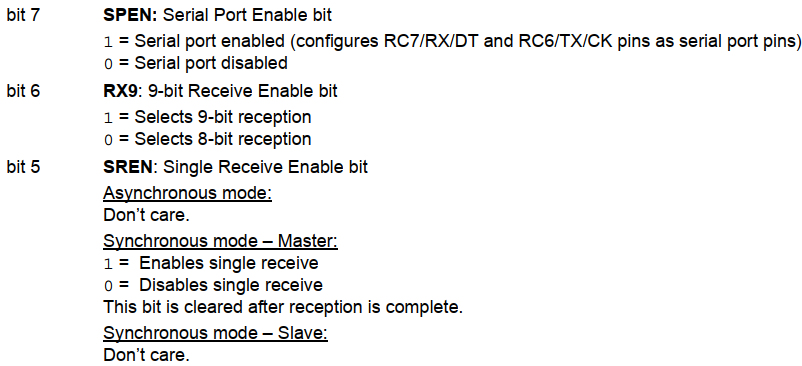 bit 7 SPEN: Serial Port Enable bit
1 = Serial port enabled (configures RC7/RX/DT and RC6/TX/CK pins as serial port pins)
0 = Serial port disabled
bit 6 RX9: 9-bit Receive Enable bit
1 = Selects 9-bit reception
0 = Selects 8-bit reception
bit 5 SREN: Single Receive Enable bit
Asynchronous mode:
Don’t care.
Synchronous mode – Master:
1 = Enables single receive
0 = Disables single receive
This bit is cleared after reception is complete.
Synchronous mode – Slave:
Don’t care.